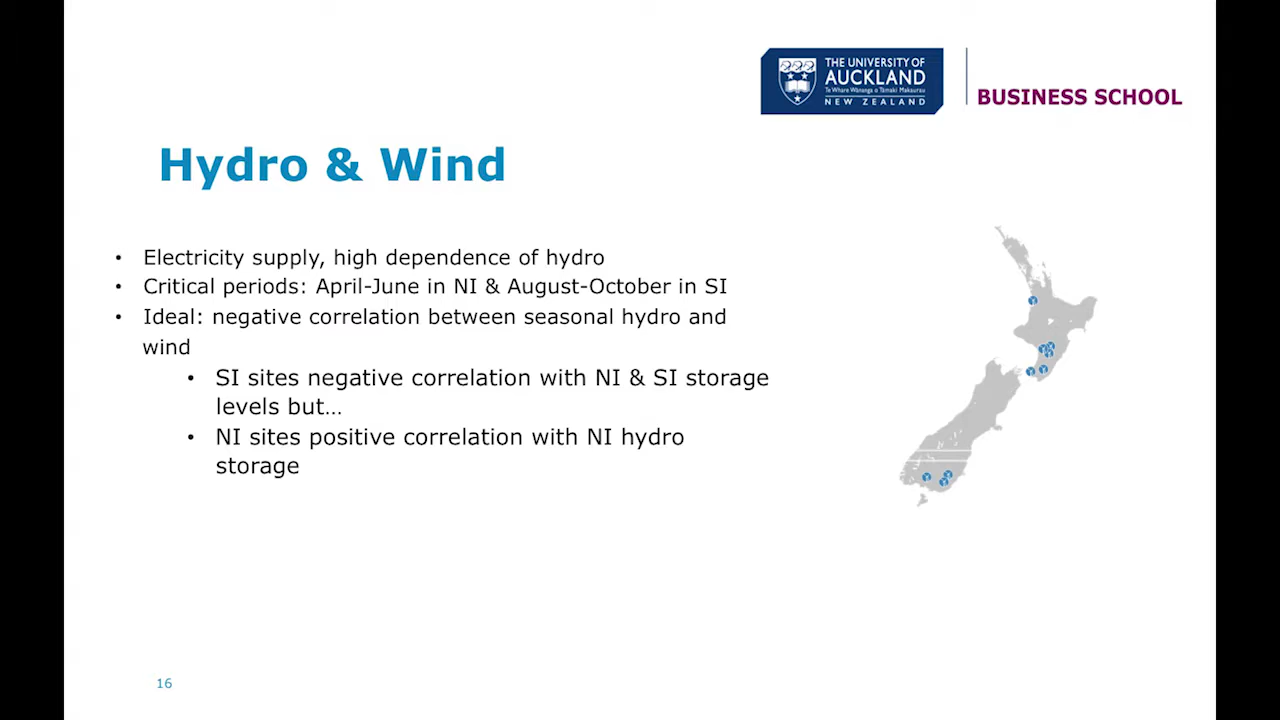 THE UNIVERSITY OF
AUCKLAND
Te Whare Wānanga o Tāmaki Makaurau
NEW ZEALAND
BUSINESS SCHOOL
Hydro & Wind
• Electricity supply, high dependence of hydro
• Critical periods: April-June in NI & August-October in SI
• Ideal: negative correlation between seasonal hydro and
wind
• SI sites negative correlation with NI & SI storage
levels but…
• NI sites positive correlation with NI hydro
storage
16